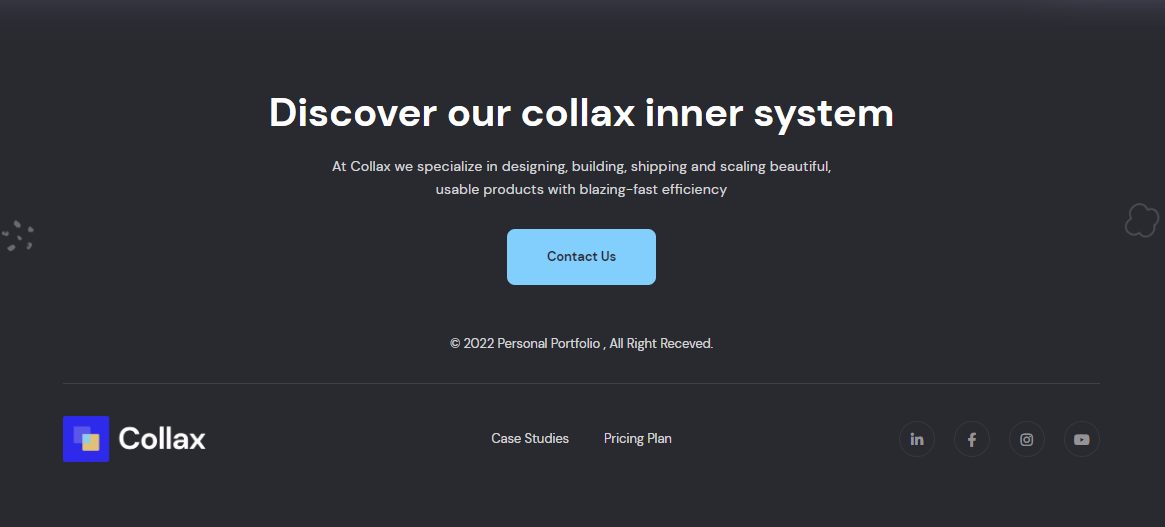 Discover our collax inner system
At Collax we specialize in designing, building, shipping and scaling beautiful,
usable products with blazing-fast efficiency
Contact Us
© 2022 Personal Portfolio , All Right Receved.
Collax
Case Studies
Pricing Plan